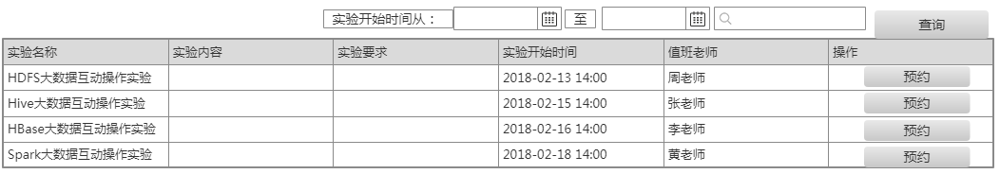 实验开始时间从： 至 查询
实验名称 实验内容 实验要求 实验开始时间 值班老师 操作
HDFS大数据互动操作实验 2018-02-13 14:00 周老师 预约
Hive大数据互动操作实验 2018-02-15 14:00 张老师 预约
HBase大数据互动操作实验 2018-02-16 14:00 李老师 预约
Spark大数据互动操作实验 2018-02-18 14:00 黄老师 预约